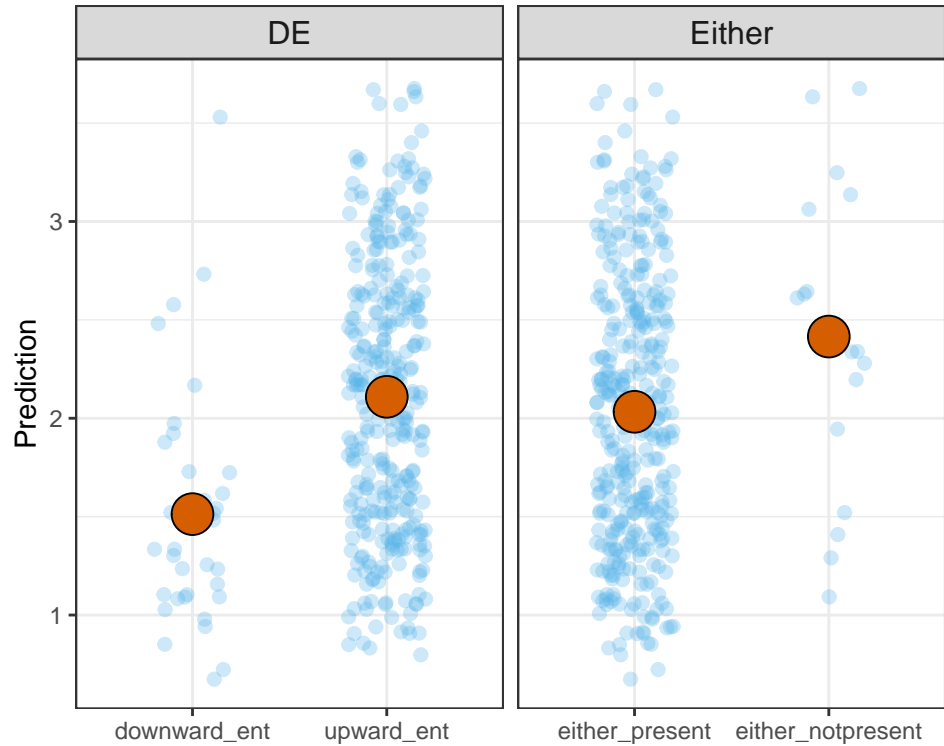 DE
Either
Prediction
3
2
1
downward_ent
upward_ent
either_present
either_notpresent